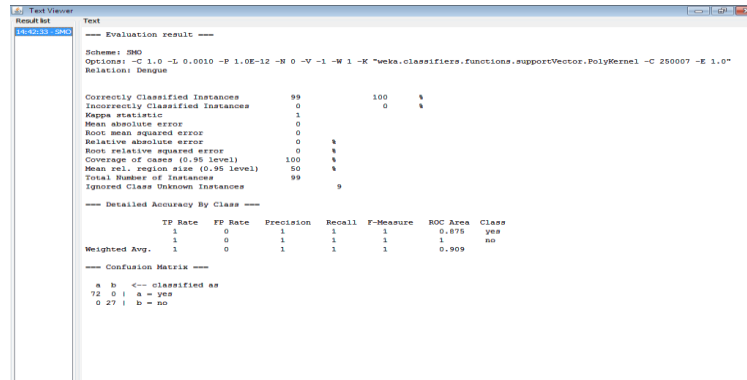 Text Viewer
Result list
Text
14:42:33 - SMO
=== Evaluation result ===
Scheme: SMO
Options: -C 1.0 -L 0.0010 -P 1.0E-12 -N 0 -V -1 -W 1 -K "weka.classifiers.functions.supportVector.PolyKernel -C 250007 -E 1.0"
Relation: Dengue
Correctly Classified Instances 99 100 %
Incorrectly Classified Instances 0 0 %
Kappa statistic 1
Mean absolute error 0
Root mean squared error 0
Relative absolute error 0 %
Root relative squared error 0 %
Coverage of cases (0.95 level) 100 %
Mean rel. region size (0.95 level) 50 %
Total Number of Instances 99
Ignored Class Unknown Instances 9
=== Detailed Accuracy By Class ===
TP Rate FP Rate Precision Recall F-Measure ROC Area Class
1 0 1 1 1 0.875 yes
1 0 1 1 1 1 no
Weighted Avg. 1 0 1 1 1 0.909
=== Confusion Matrix ===
a b <-- classified as
72 0 | a = yes
0 27 | b = no